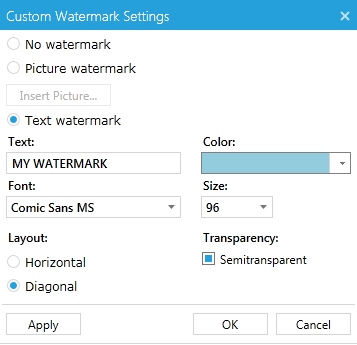 Custom Watermark Settings
No watermark
Picture watermark
Insert Picture...
Text watermark
Text: Color:
MY WATERMARK
Font: Size:
Comic Sans MS 96
Layout: Transparency:
Horizontal Semitransparent
Diagonal
Apply OK Cancel